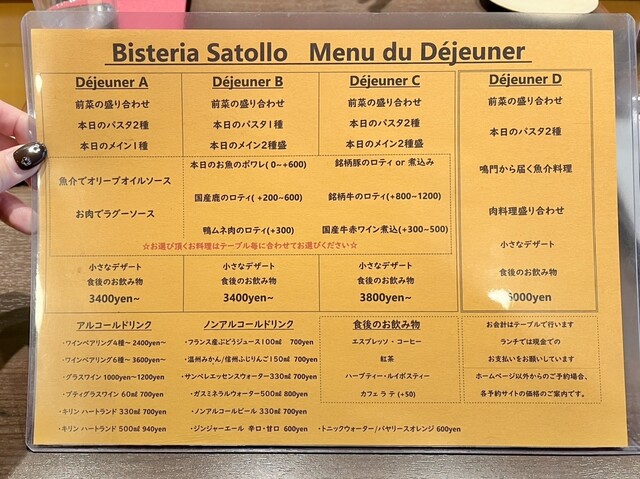 Bisteria Satollo Menu du Déjeuner
Déjeuner A
前菜の盛り合わせ
本日のパスタ2種
本日のメイン1種
Déjeuner B
前菜の盛り合わせ
本日のパスタ1種
本日のメイン2種盛
Déjeuner C
前菜の盛り合わせ
本日のパスタ2種
本日のメイン2種盛
魚介でオリーブオイルソース
お肉でラグーソース
本日のお魚のポワレ( 0~+600)
銘柄豚のロティ or 煮込み
国産鹿のロティ( +200~600)
銘柄牛のロティ(+800~1200)
鴨ムネ肉のロティ(+300)
国産牛赤ワイン煮込(+300~500)
☆お選び頂くお料理はテーブル毎に合わせてお選びください☆
小さなデザート
食後のお飲み物
3400yen~
小さなデザート
食後のお飲み物
3400yen~
小さなデザート
食後のお飲み物
3800yen~
Déjeuner D
前菜の盛り合わせ
本日のパスタ2種
鳴門から届く魚介料理
肉料理盛り合わせ
小さなデザート
食後のお飲み物
6000yen
アルコールドリンク
・ワインペアリング4種~ 2400yen~
・ワインペアリング6種~ 3600yen~
・グラスワイン 1000yen~1200yen
・プティグラスワイン 60㎖ 700yen
・キリン ハートランド 330㎖ 700yen
・キリン ハートランド 500㎖ 940yen
ノンアルコールドリンク
・フランス産ぶどうジュース100㎖ 700yen
・温州みかん/信州ふじりんご150㎖ 700yen
・サンペレエッセンスウォーター330㎖ 700yen
・ガスミネラルウォーター500㎖ 800yen
・ノンアルコールビール 330㎖ 700yen
・ジンジャーエール 辛口・甘口 600yen
・トニックウォーター/バヤリースオレンジ 600yen
食後のお飲み物
エスプレッソ・コーヒー
紅茶
ハーブティー・ルイボスティー
カフェラテ (+50)
お会計はテーブルで行います
ランチでは現金での
お支払いをお願いしています
ホームページ以外からのご予約場合、
各予約サイトの価格のご案内です。